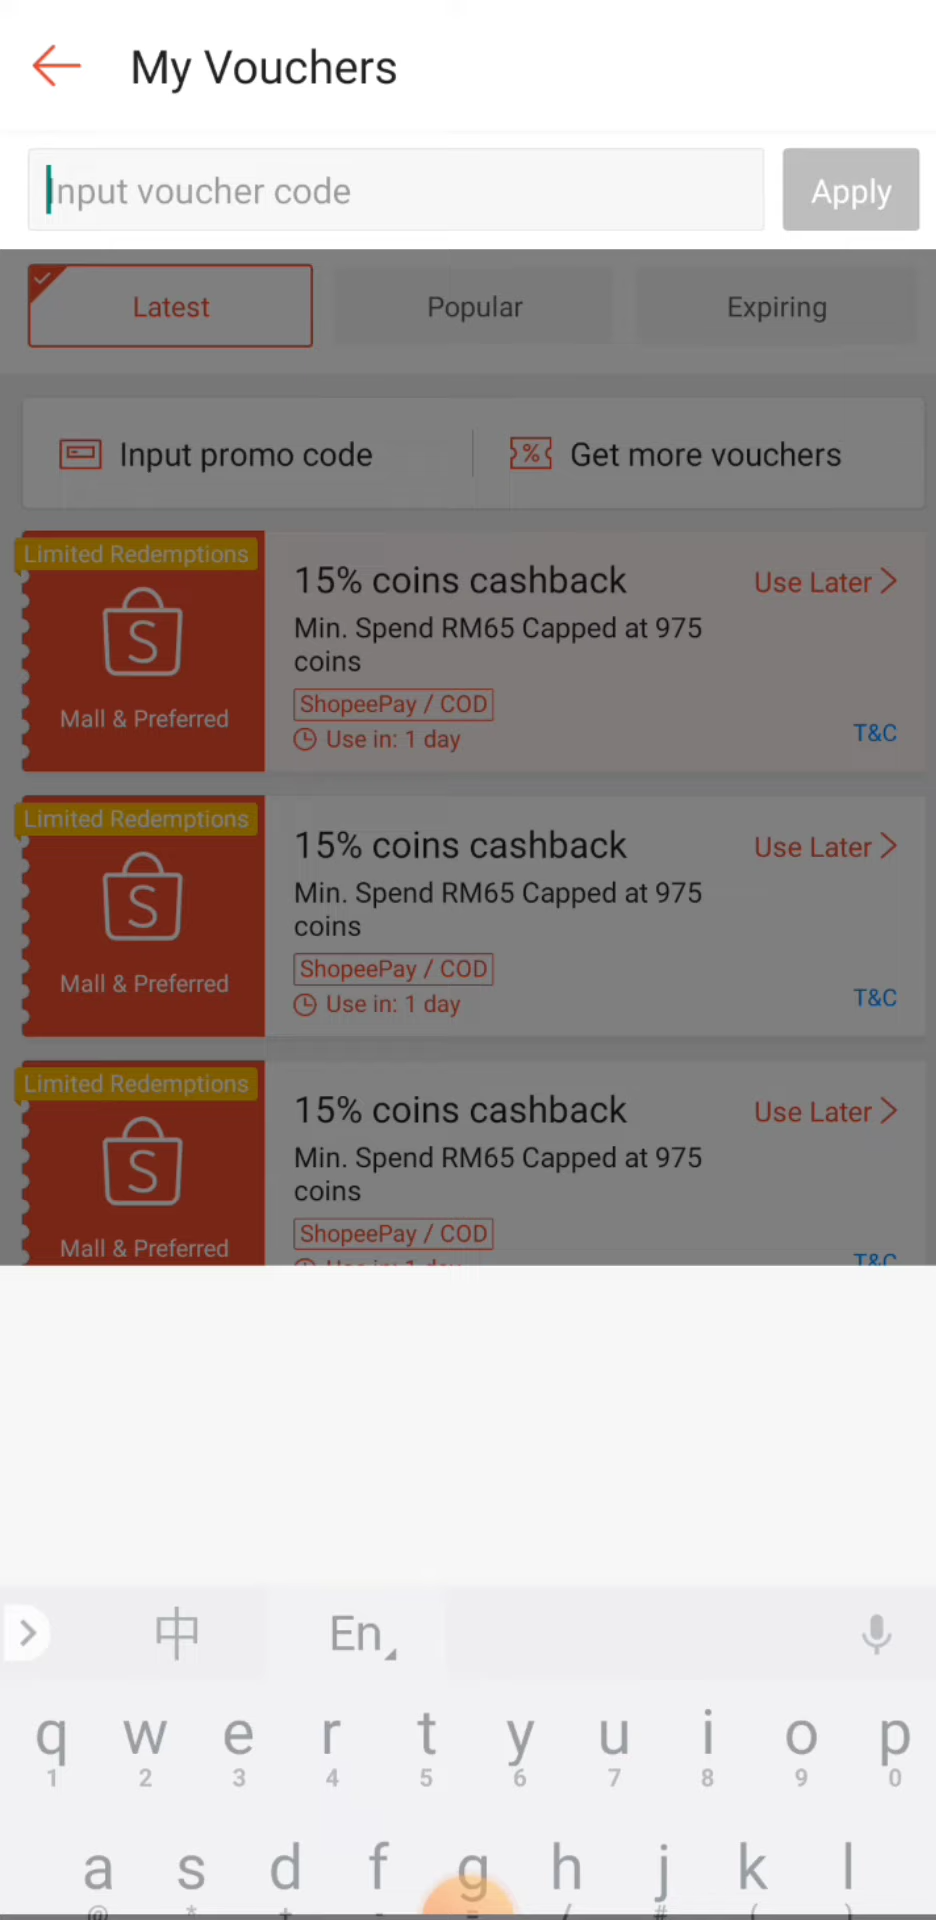 My Vouchers
Input voucher code
Apply
Latest
Popular
Expiring
Input promo code
Get more vouchers
Limited Redemptions
S
Mall & Preferred
15% coins cashback
Use Later
Min. Spend RM65 Capped at 975
coins
ShopeePay / COD
Use in: 1 day
T&C
Limited Redemptions
S
Mall & Preferred
15% coins cashback
Use Later
Min. Spend RM65 Capped at 975
coins
ShopeePay / COD
Use in: 1 day
T&C
Limited Redemptions
S
Mall & Preferred
15% coins cashback
Use Later
Min. Spend RM65 Capped at 975
coins
ShopeePay / COD
Use in: 1 day
T&C
中 En
q w e r t y u i o p
1 2 3 4 5 6 7 8 9 0
a s d f g h j k l